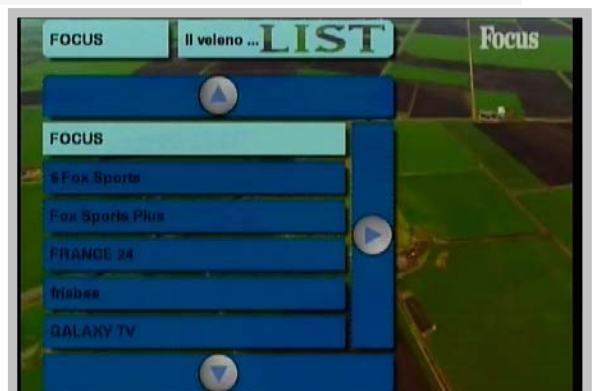 FOCUS Il veleno ... LIST Focus
FOCUS
$ Fox Sports
Fox Sports Plus
FRANCE 24
frisbee
GALAXY TV